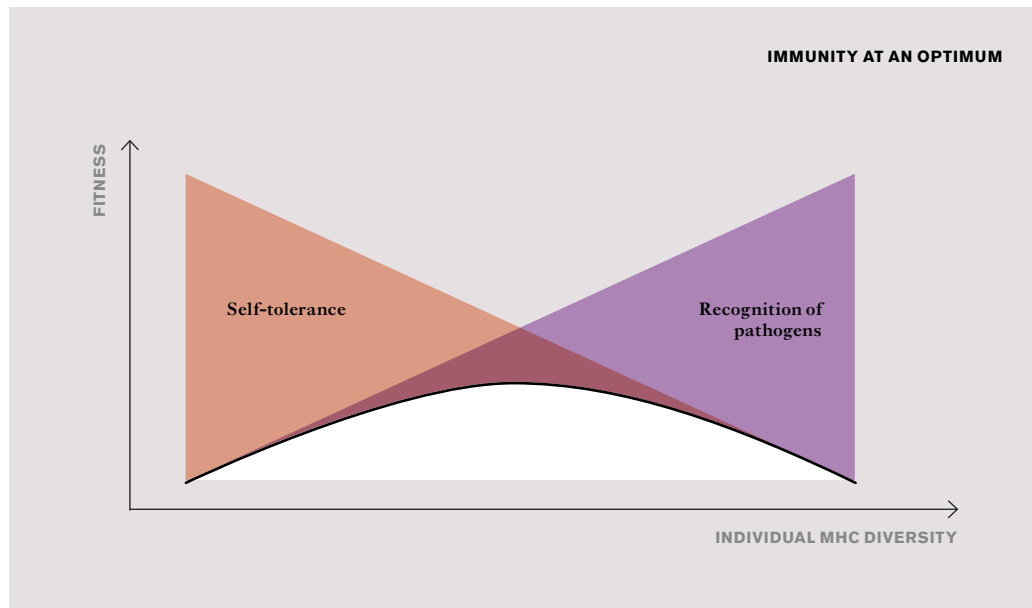 IMMUNITY AT AN OPTIMUM
FITNESS
Self-tolerance
Recognition of
pathogens
INDIVIDUAL MHC DIVERSITY